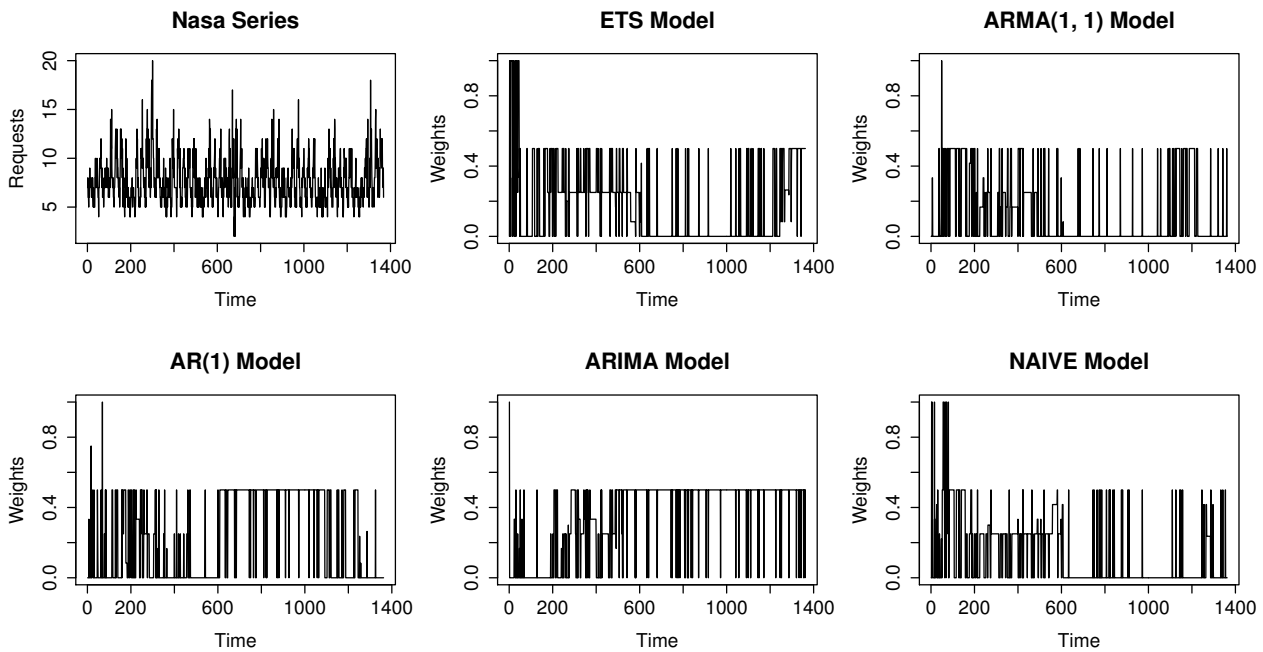 Nasa Series
Requests
20
15
10
5
0 200 600 1000 1400
Time
ETS Model
Weights
0.8
0.4
0.0
0 200 600 1000 1400
Time
ARMA(1, 1) Model
Weights
0.8
0.4
0.0
0 200 600 1000 1400
Time
AR(1) Model
Weights
0.8
0.4
0.0
0 200 600 1000 1400
Time
ARIMA Model
Weights
0.8
0.4
0.0
0 200 600 1000 1400
Time
NAIVE Model
Weights
0.8
0.4
0.0
0 200 600 1000 1400
Time